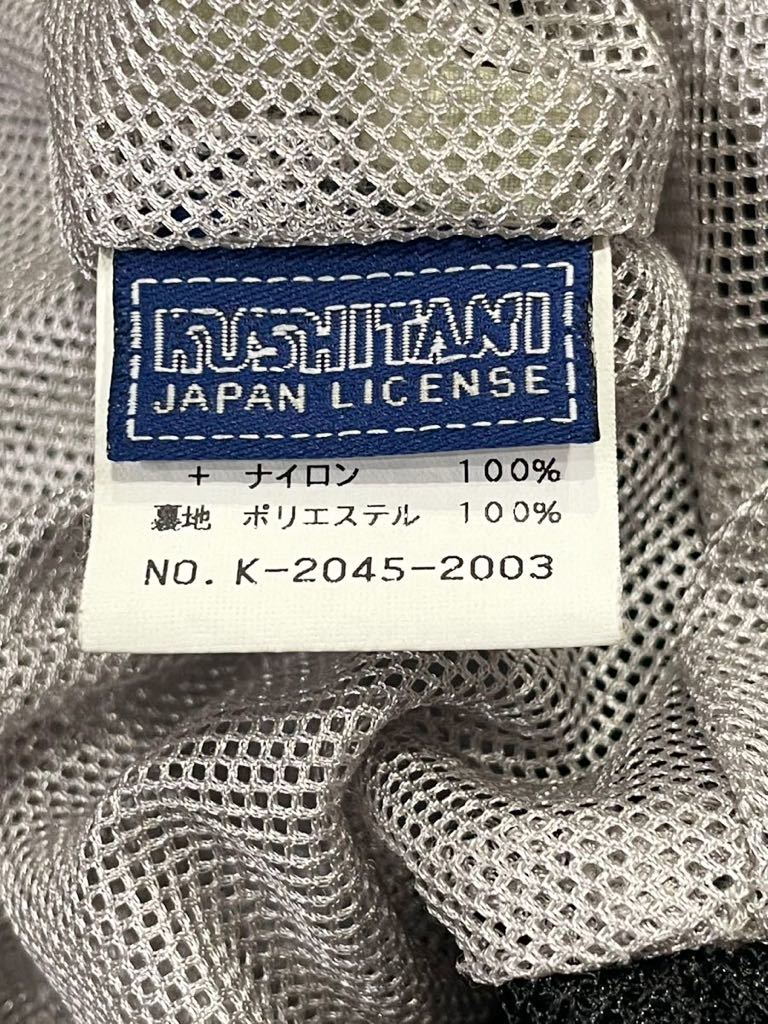 KUSHITANI
JAPAN LICENSE
ナイロン 100%
裏地 ポリエステル 100%
NO. K-2045-2003